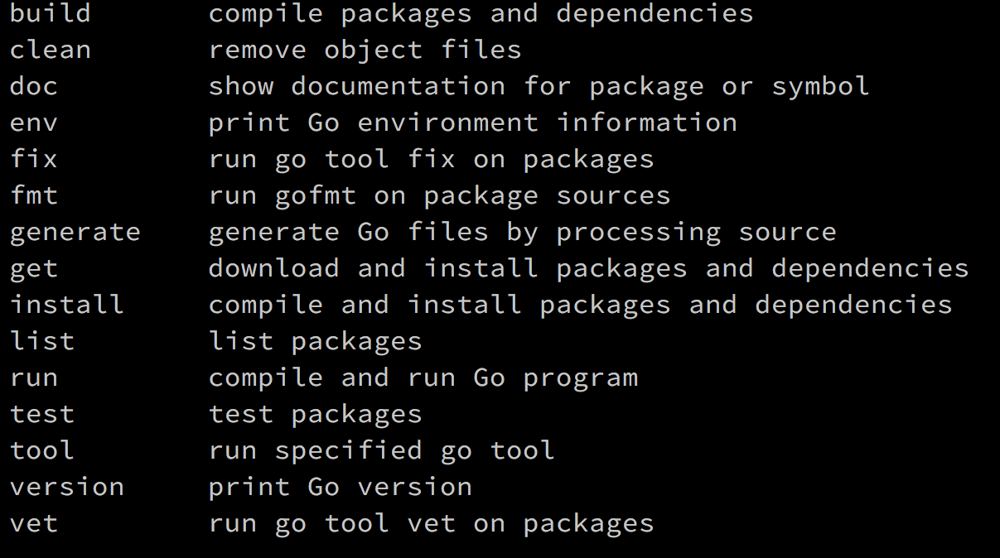 build       compile packages and dependencies
clean       remove object files
doc         show documentation for package or symbol
env         print Go environment information
fix         run go tool fix on packages
fmt         run gofmt on package sources
generate    generate Go files by processing source
get         download and install packages and dependencies
install     compile and install packages and dependencies
list        list packages
run         compile and run Go program
test        test packages
tool        run specified go tool
version     print Go version
vet         run go tool vet on packages